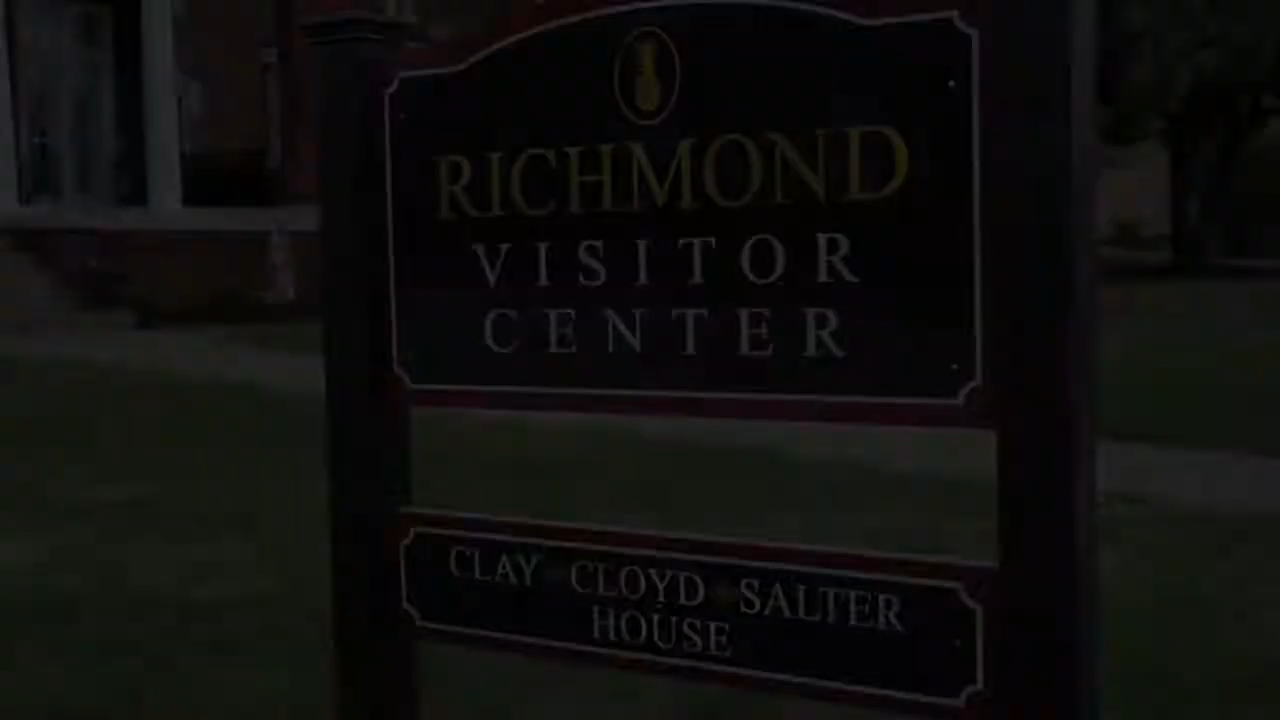 RICHMOND
VISITOR
CENTER
CLAY CLOYD SALTER
HOUSE